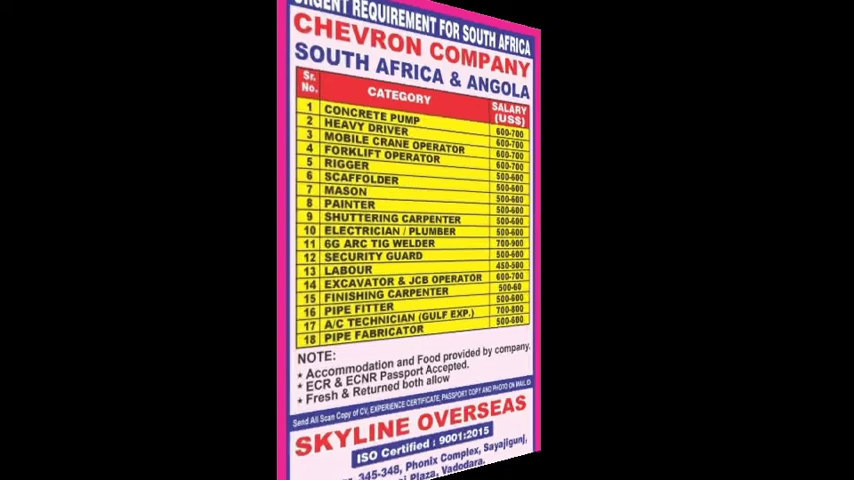 URGENT REQUIREMENT FOR SOUTH AFRICA
CHEVRON COMPANY
SOUTH AFRICA & ANGOLA
Sr. No. CATEGORY SALARY (US$)
1 CONCRETE PUMP 600-700
2 HEAVY DRIVER 600-700
3 MOBILE CRANE OPERATOR 600-700
4 FORKLIFT OPERATOR 600-700
5 RIGGER 500-600
6 SCAFFOLDER 500-600
7 MASON 500-600
8 PAINTER 500-600
9 SHUTTERING CARPENTER 500-600
10 ELECTRICIAN / PLUMBER 500-600
11 6G ARC TIG WELDER 700-900
12 SECURITY GUARD 500-600
13 LABOUR 450-500
14 EXCAVATOR & JCB OPERATOR 600-700
15 FINISHING CARPENTER 500-60
16 PIPE FITTER 500-600
17 A/C TECHNICIAN (GULF EXP.) 700-800
18 PIPE FABRICATOR 500-600
NOTE:
* Accommodation and Food provided by company.
* ECR & ECNR Passport Accepted.
* Fresh & Returned both allow
Send All Scan Copy of CV, EXPERIENCE CERTIFICATE, PASSPORT COPY AND PHOTO ON MAIL ID
SKYLINE OVERSEAS
ISO Certified : 9001:2015
345-348, Phonix Complex, Sayajigunj,
Plaza, Vadodara.